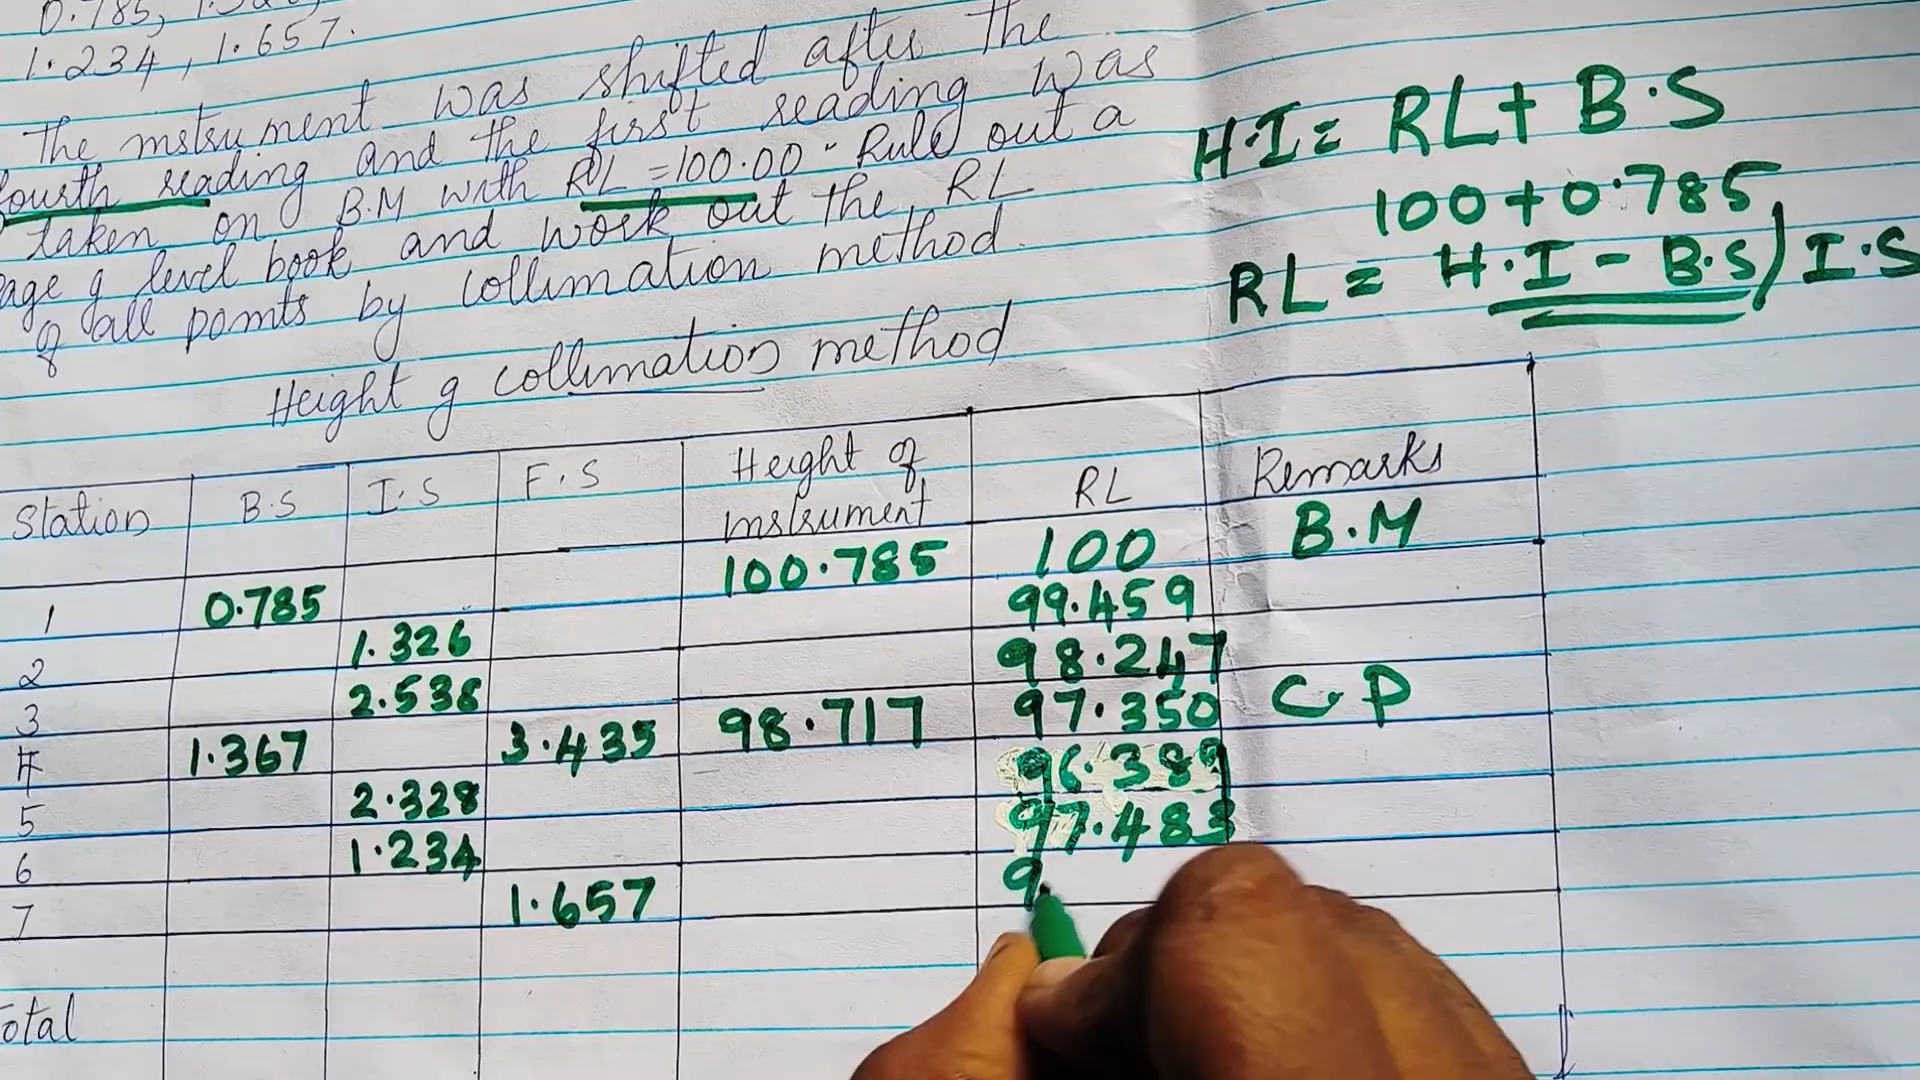 0.785,
1.234, 1.657.
The instrument was shifted after the
fourth reading and the first reading was
taken on B.M with RL =100.00. Rule out a
page of level book and work out the RL
of all points by collimation method.
H.I = RL + B.S
100+0.785
RL = H.I - B.S / I.S
Height of collimation method
Station B.S I.S F.S Height of instrument RL Remarks
1 0.785 100.785 100 B.M
2 1.326 99.459
3 2.538 98.247
4 1.367 3.435 98.717 97.350 C.P
5 2.328 96.389
6 1.234 97.483
7 1.657 9
Total